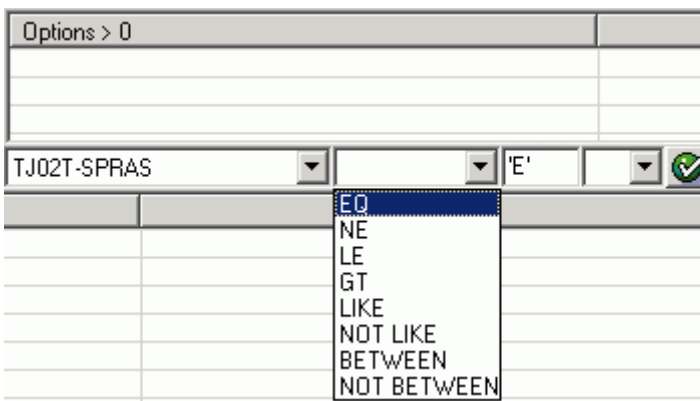 Options > 0
TJ02T-SPRAS 'E'
EQ
NE
LE
GT
LIKE
NOT LIKE
BETWEEN
NOT BETWEEN